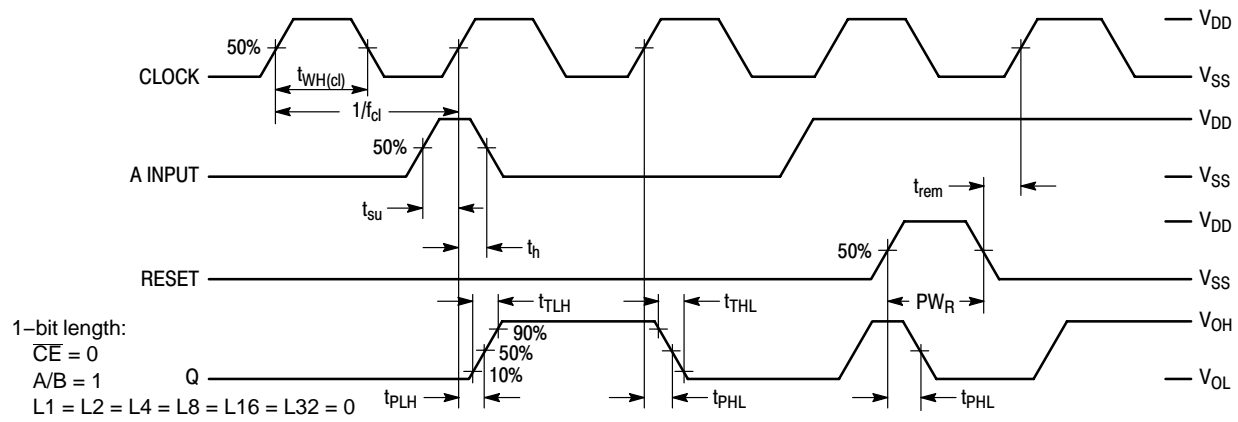 V_DD
50%
CLOCK
t_WH(cl)
V_SS
1/f_cl
V_DD
50%
A INPUT
V_SS
t_rem
t_su
V_DD
t_h
50%
RESET
V_SS
t_TLH
t_THL
PW_R
1–bit length:
90%
V_OH
C̅E̅ = 0
50%
A/B = 1
Q
10%
V_OL
L1 = L2 = L4 = L8 = L16 = L32 = 0
t_PLH
t_PHL
t_PHL